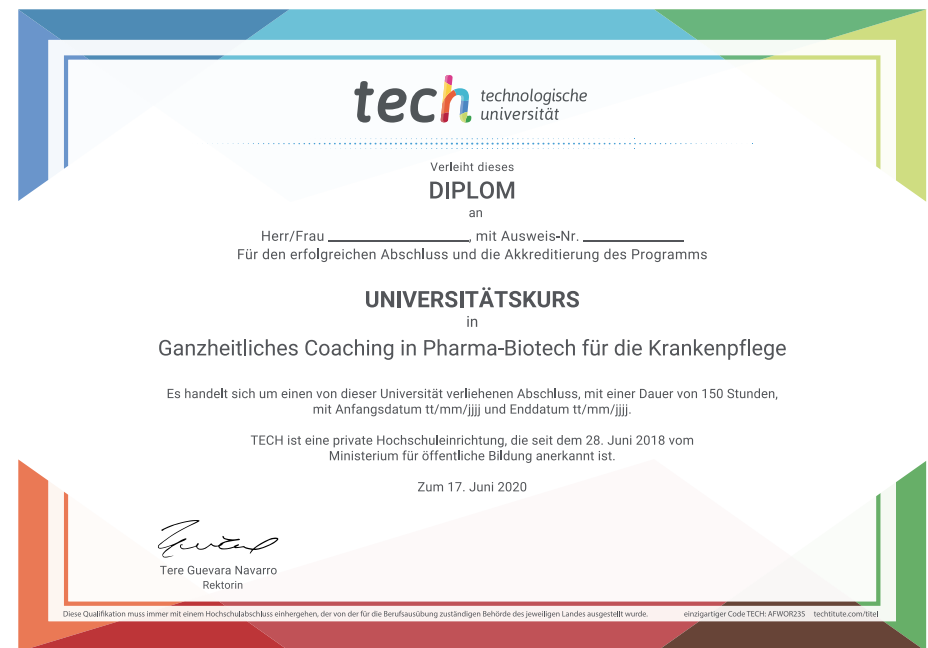 tech technologische
universität
Verleiht dieses
DIPLOM
an
Herr/Frau ____________________, mit Ausweis-Nr. ______________
Für den erfolgreichen Abschluss und die Akkreditierung des Programms
UNIVERSITÄTSKURS
in
Ganzheitliches Coaching in Pharma-Biotech für die Krankenpflege
Es handelt sich um einen von dieser Universität verliehenen Abschluss, mit einer Dauer von 150 Stunden,
mit Anfangsdatum tt/mm/jjjj und Enddatum tt/mm/jjjj.
TECH ist eine private Hochschuleinrichtung, die seit dem 28. Juni 2018 vom
Ministerium für öffentliche Bildung anerkannt ist.
Zum 17. Juni 2020
Tere Guevara Navarro
Rektorin
Diese Qualifikation muss immer mit einem Hochschulabschluss einhergehen, der von der für die Berufsausübung zuständigen Behörde des jeweiligen Landes ausgestellt wurde. einzigartiger Code TECH: AFWOR235 techtitute.com/titel